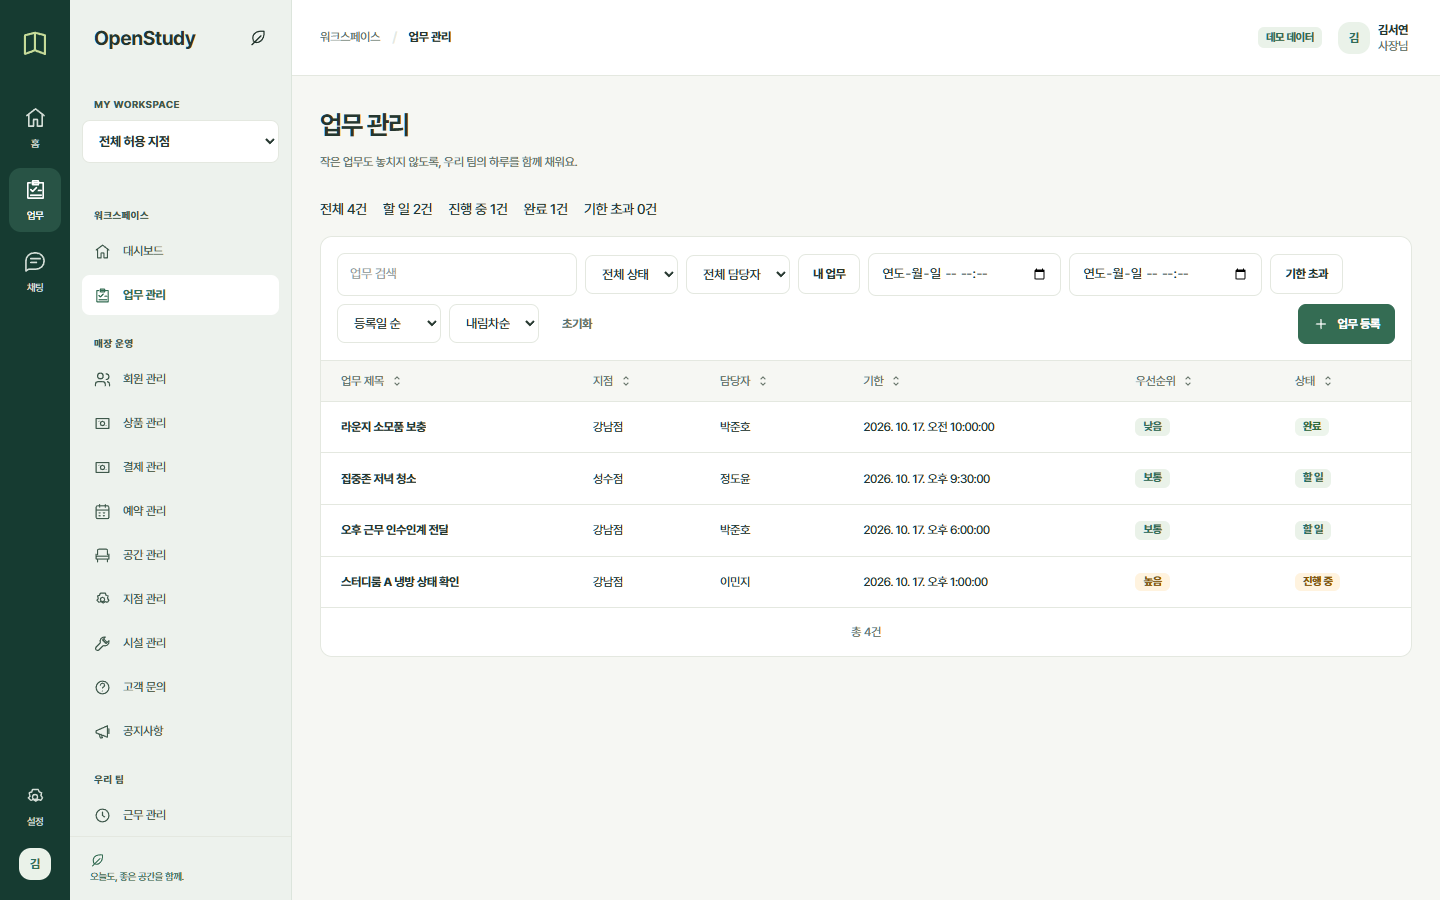 홈
업무
채팅
설정
김
OpenStudy
MY WORKSPACE
전체 허용 지점
워크스페이스
대시보드
업무 관리
매장 운영
회원 관리
상품 관리
결제 관리
예약 관리
공간 관리
지점 관리
시설 관리
고객 문의
공지사항
우리 팀
근무 관리
오늘도, 좋은 공간을 함께.
워크스페이스 / 업무 관리
데모 데이터
김
김서연
사장님
업무 관리
작은 업무도 놓치지 않도록, 우리 팀의 하루를 함께 채워요.
전체 4건 할 일 2건 진행 중 1건 완료 1건 기한 초과 0건
업무 검색 전체 상태 전체 담당자 내 업무 연도-월-일 -- --:-- 연도-월-일 -- --:-- 기한 초과
등록일 순 내림차순 초기화 업무 등록
업무 제목 지점 담당자 기한 우선순위 상태
라운지 소모품 보충 강남점 박준호 2026. 10. 17. 오전 10:00:00 낮음 완료
집중존 저녁 청소 성수점 정도윤 2026. 10. 17. 오후 9:30:00 보통 할 일
오후 근무 인수인계 전달 강남점 박준호 2026. 10. 17. 오후 6:00:00 보통 할 일
스터디룸 A 냉방 상태 확인 강남점 이민지 2026. 10. 17. 오후 1:00:00 높음 진행 중
총 4건